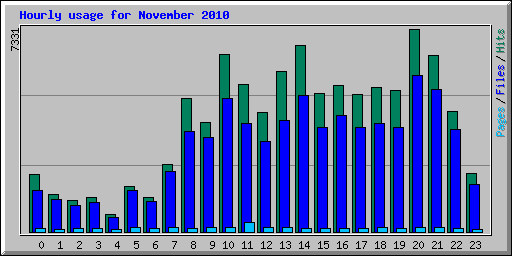 Hourly usage for November 2010
7331
Pages/Files/Hits
0 1 2 3 4 5 6 7 8 9 10 11 12 13 14 15 16 17 18 19 20 21 22 23